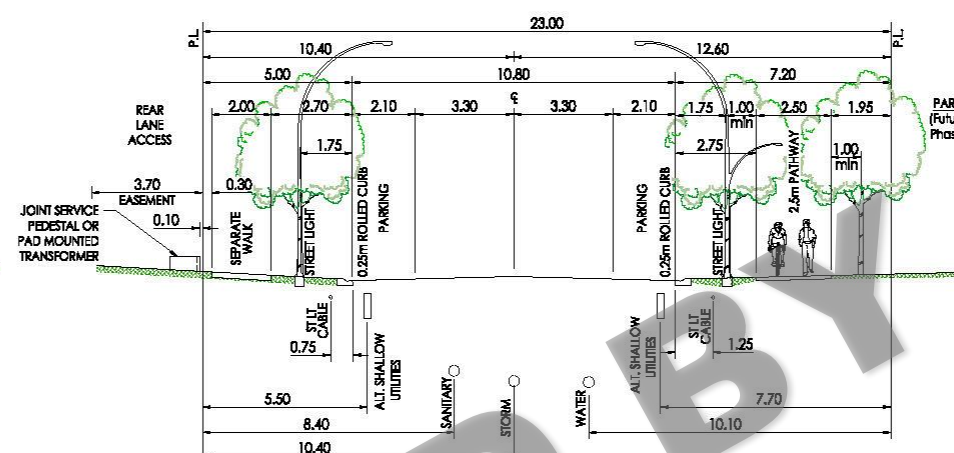 23.00
P.L.
P.L.
10.40
12.60
5.00
10.80
7.20
REAR
LANE
ACCESS
2.00
2.70
2.10
3.30
℄
3.30
2.10
1.75
1.00
min
2.50
1.95
PAR
(Futu
Phas
1.75
2.75
1.00
min
3.70
EASEMENT
0.30
0.10
JOINT SERVICE
PEDESTAL OR
PAD MOUNTED
TRANSFORMER
SEPARATE
WALK
STREET LIGHT
0.25m ROLLED CURB
PARKING
PARKING
0.25m ROLLED CURB
STREET LIGHT
2.5m PATHWAY
ST LT
CABLE
0.75
ALT. SHALLOW
UTILITIES
ALT. SHALLOW
UTILITIES
ST LT
CABLE
1.25
SANITARY
STORM
WATER
5.50
7.70
8.40
10.10
10.40
BY